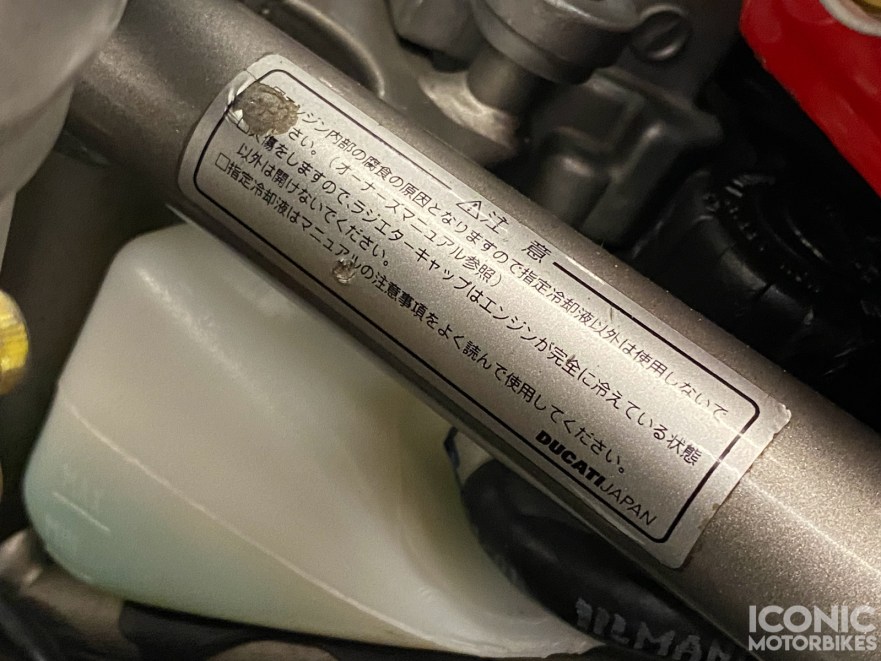 ⚠注 意
ンジン内部の腐食の原因となりますので指定冷却液以外は使用しないで
さい。(オーナーズマニュアル参照)
□火傷をしますのでラジエターキャップはエンジンが完全に冷えている状態
以外は開けないでください。
□指定冷却液はマニュアルの注意事項をよく読んで使用してください。
DUCATI JAPAN
ICONIC
MOTORBIKES